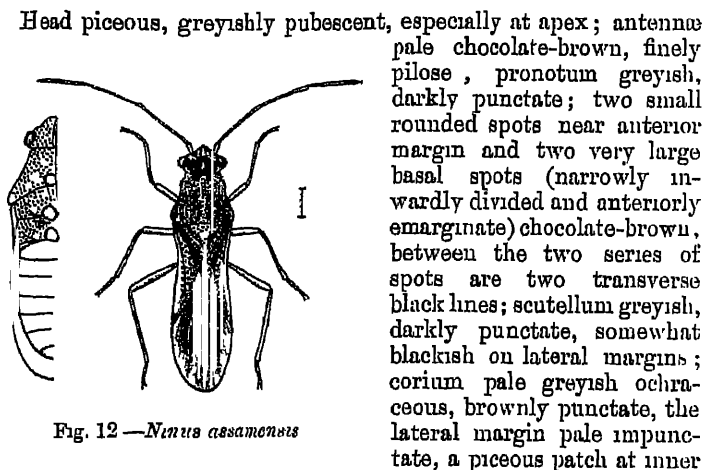 Head piceous, greyishly pubescent, especially at apex; antennæ
pale chocolate-brown, finely
pilose, pronotum greyish,
darkly punctate; two small
rounded spots near anterior
margin and two very large
basal spots (narrowly in-
wardly divided and anteriorly
emarginate) chocolate-brown,
between the two series of
spots are two transverse
black lines; scutellum greyish,
darkly punctate, somewhat
blackish on lateral margins;
corium pale greyish ochra-
ceous, brownly punctate, the
lateral margin pale impunc-
tate, a piceous patch at inner
Fig. 12 —Ninus assamensis